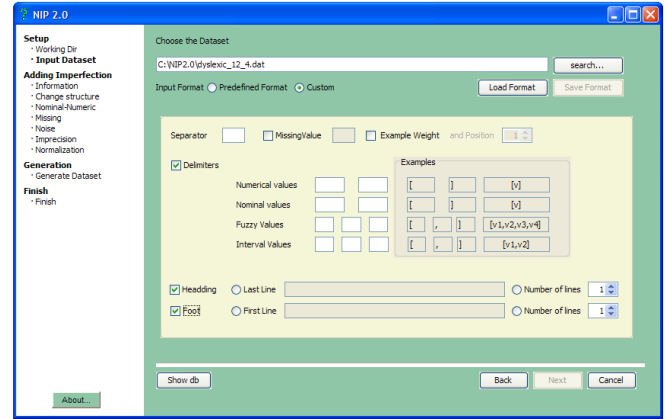 ? NIP 2.0
Setup
· Working Dir
· Input Dataset
Adding Imperfection
· Information
· Change structure
· Nominal-Numeric
· Missing
· Noise
· Imprecision
· Normalization
Generation
· Generate Dataset
Finish
· Finish
About...
Choose the Dataset
C:\NIP2.0\dyslexic_12_4.dat search...
Input Format Predefined Format Custom Load Format Save Format
Separator MissingValue Example Weight and Position 1
Delimiters Examples
Numerical values [ ] [v]
Nominal values [ ] [v]
Fuzzy Values [ , ] [v1,v2,v3,v4]
Interval Values [ , ] [v1,v2]
Headding Last Line Number of lines 1
Foot First Line Number of lines 1
Show db Back Next Cancel